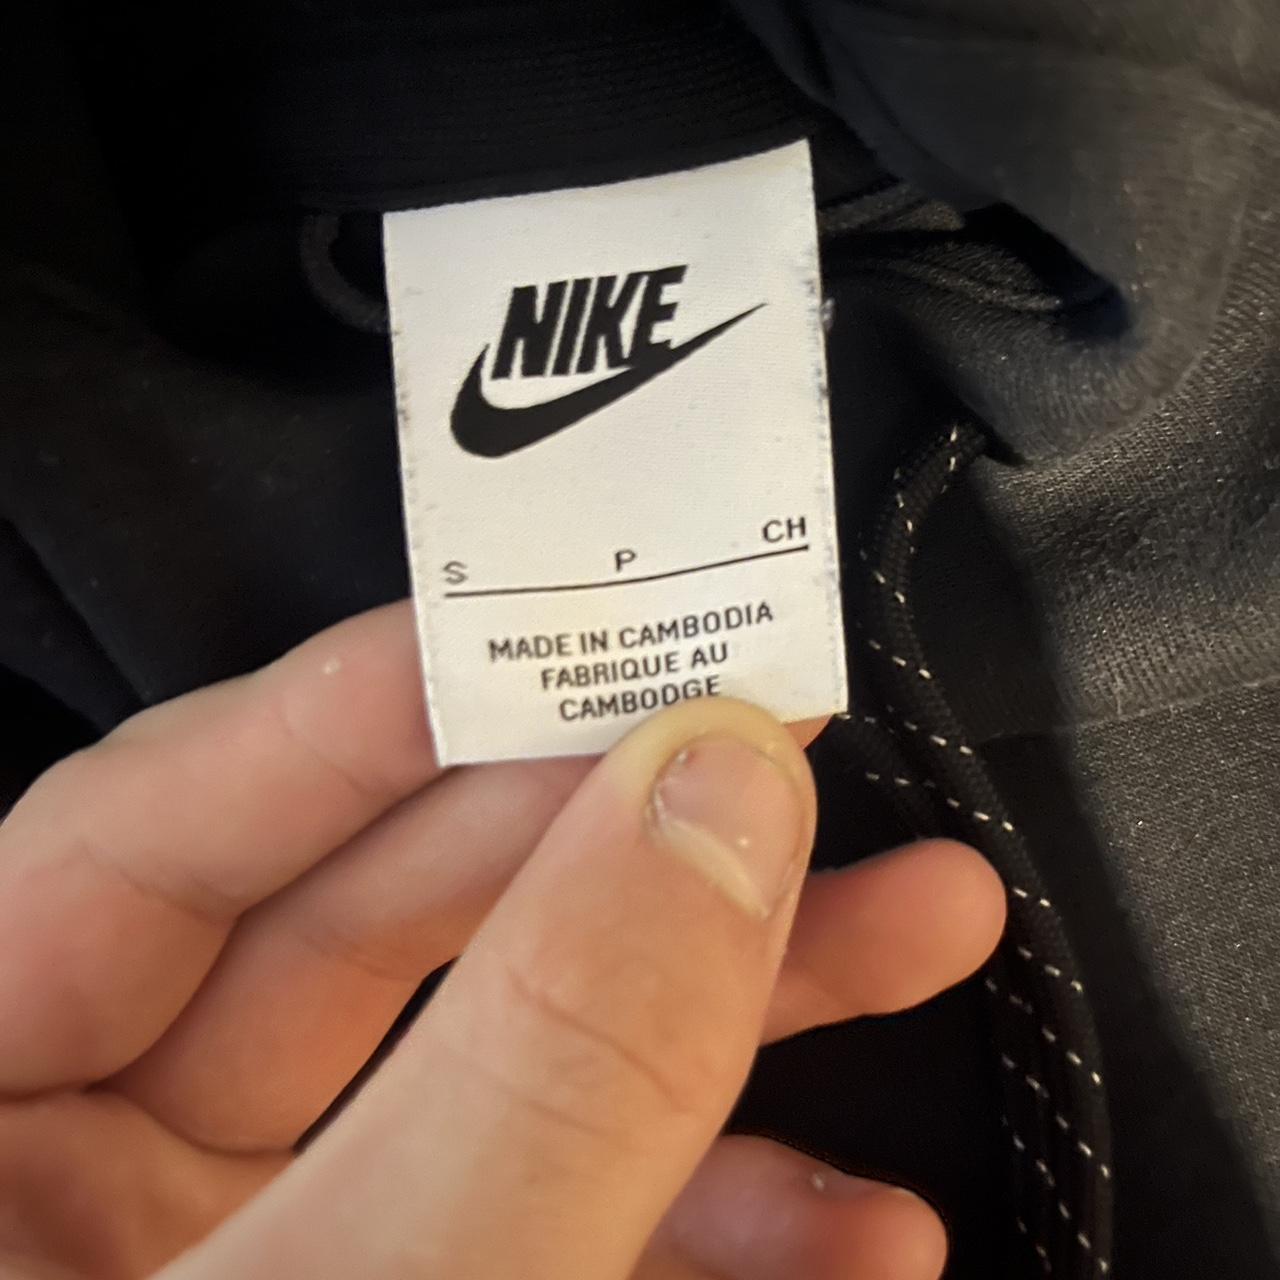 NIKE
S P CH
MADE IN CAMBODIA
FABRIQUE AU
CAMBODGE